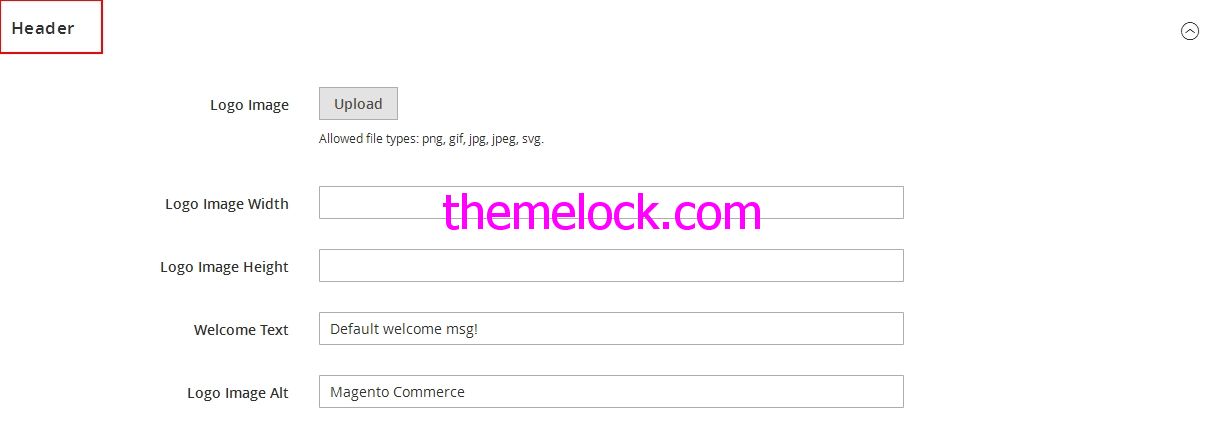 Header
Logo Image
Upload
Allowed file types: png, gif, jpg, jpeg, svg.
Logo Image Width
themelock.com
Logo Image Height
Welcome Text
Default welcome msg!
Logo Image Alt
Magento Commerce